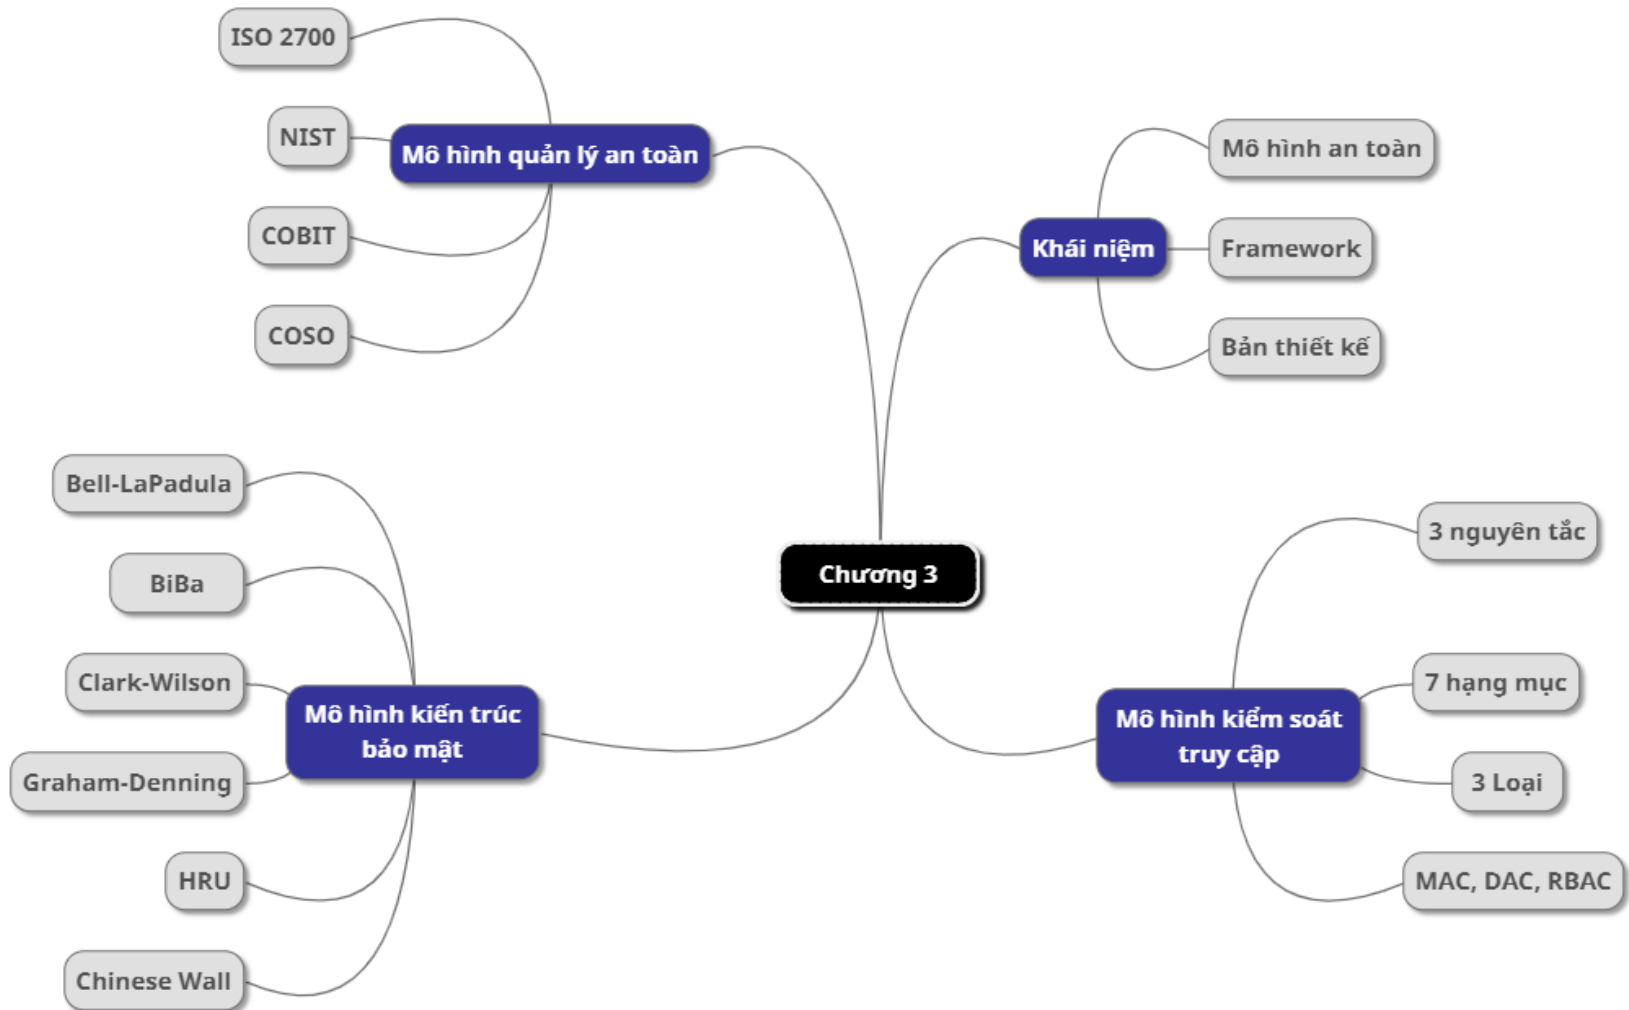 ISO 2700
NIST
COBIT
COSO
Mô hình quản lý an toàn
Khái niệm
Mô hình an toàn
Framework
Bản thiết kế
Chương 3
Bell-LaPadula
BiBa
Clark-Wilson
Graham-Denning
HRU
Chinese Wall
Mô hình kiến trúc
bảo mật
Mô hình kiểm soát
truy cập
3 nguyên tắc
7 hạng mục
3 Loại
MAC, DAC, RBAC